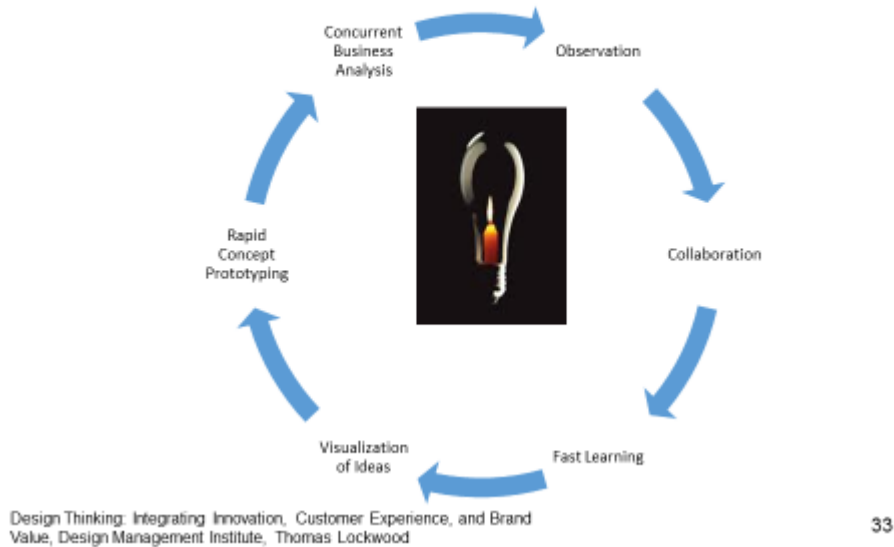 Concurrent
Business
Analysis
Observation
Collaboration
Fast Learning
Visualization
of Ideas
Rapid
Concept
Prototyping
Design Thinking: Integrating Innovation, Customer Experience, and Brand
Value, Design Management Institute, Thomas Lockwood
33